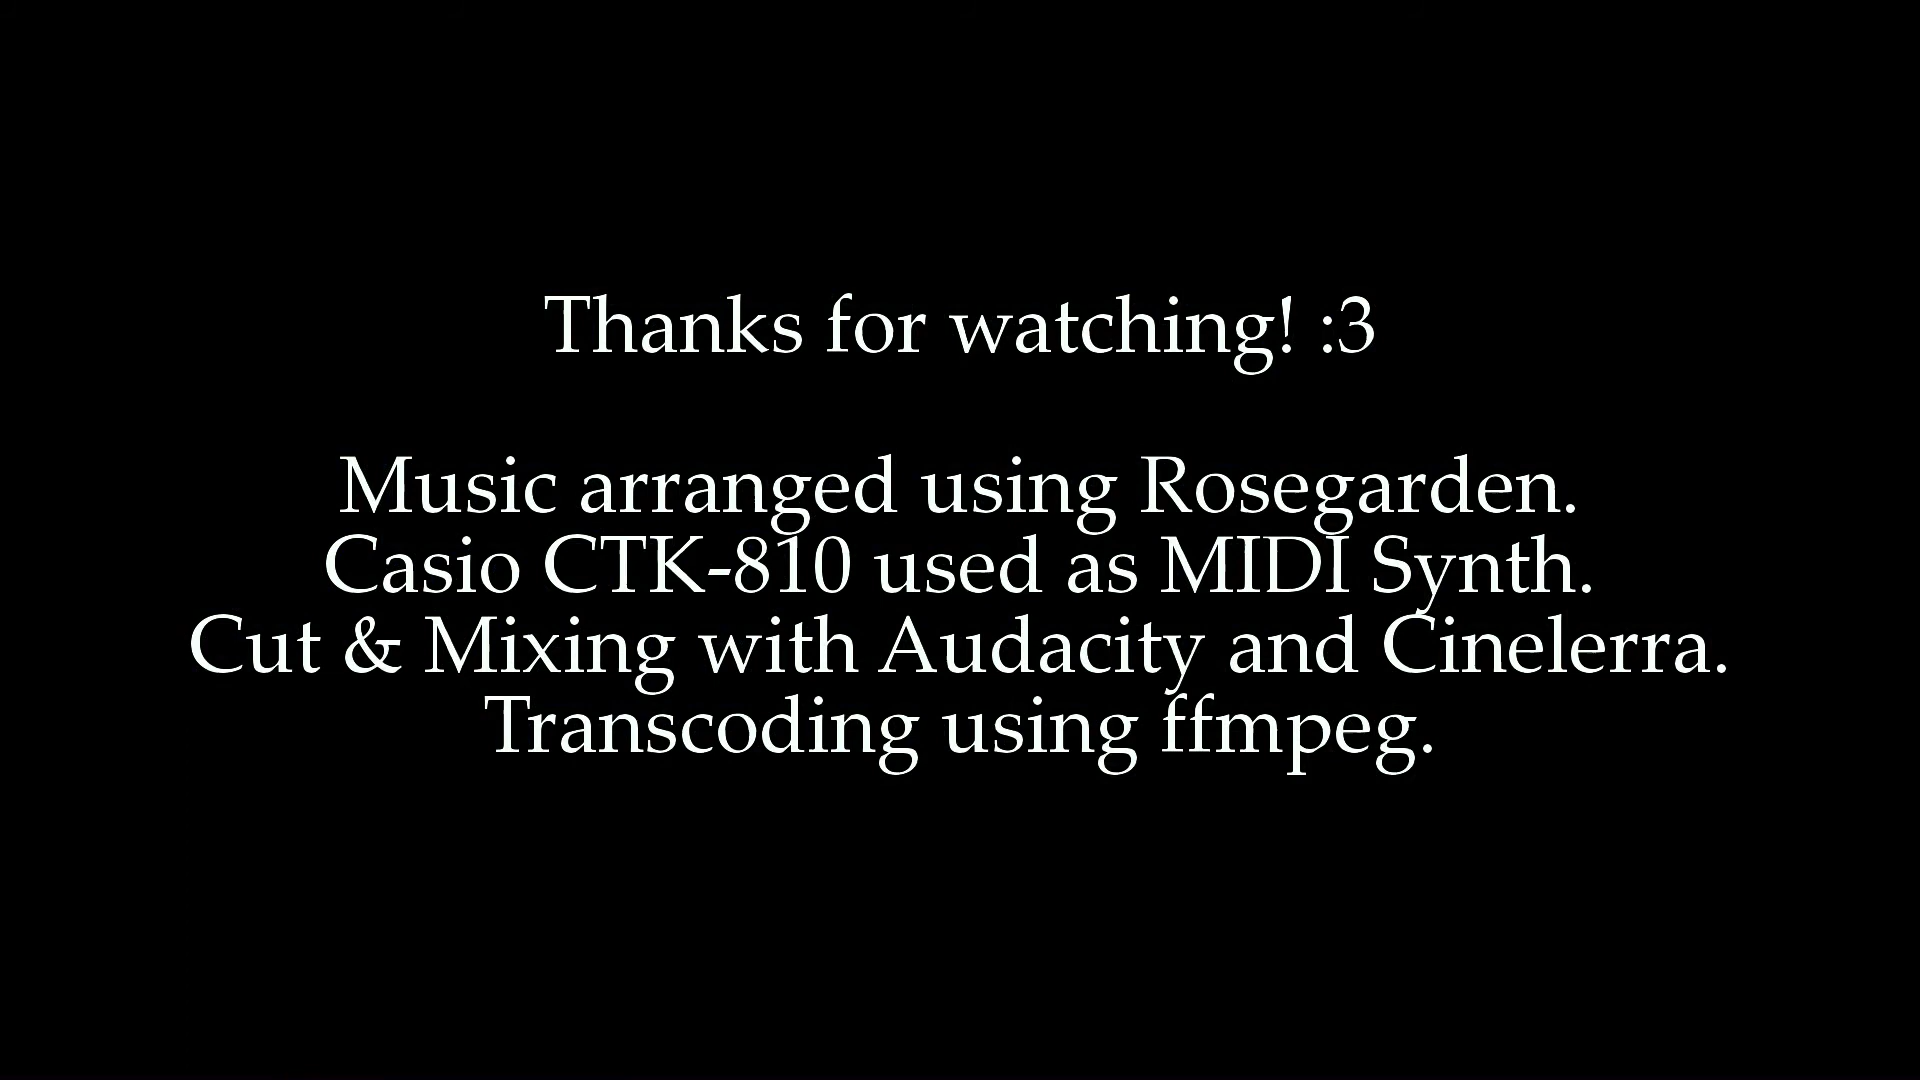 Thanks for watching! :3
Music arranged using Rosegarden.
Casio CTK-810 used as MIDI Synth.
Cut & Mixing with Audacity and Cinelerra.
Transcoding using ffmpeg.